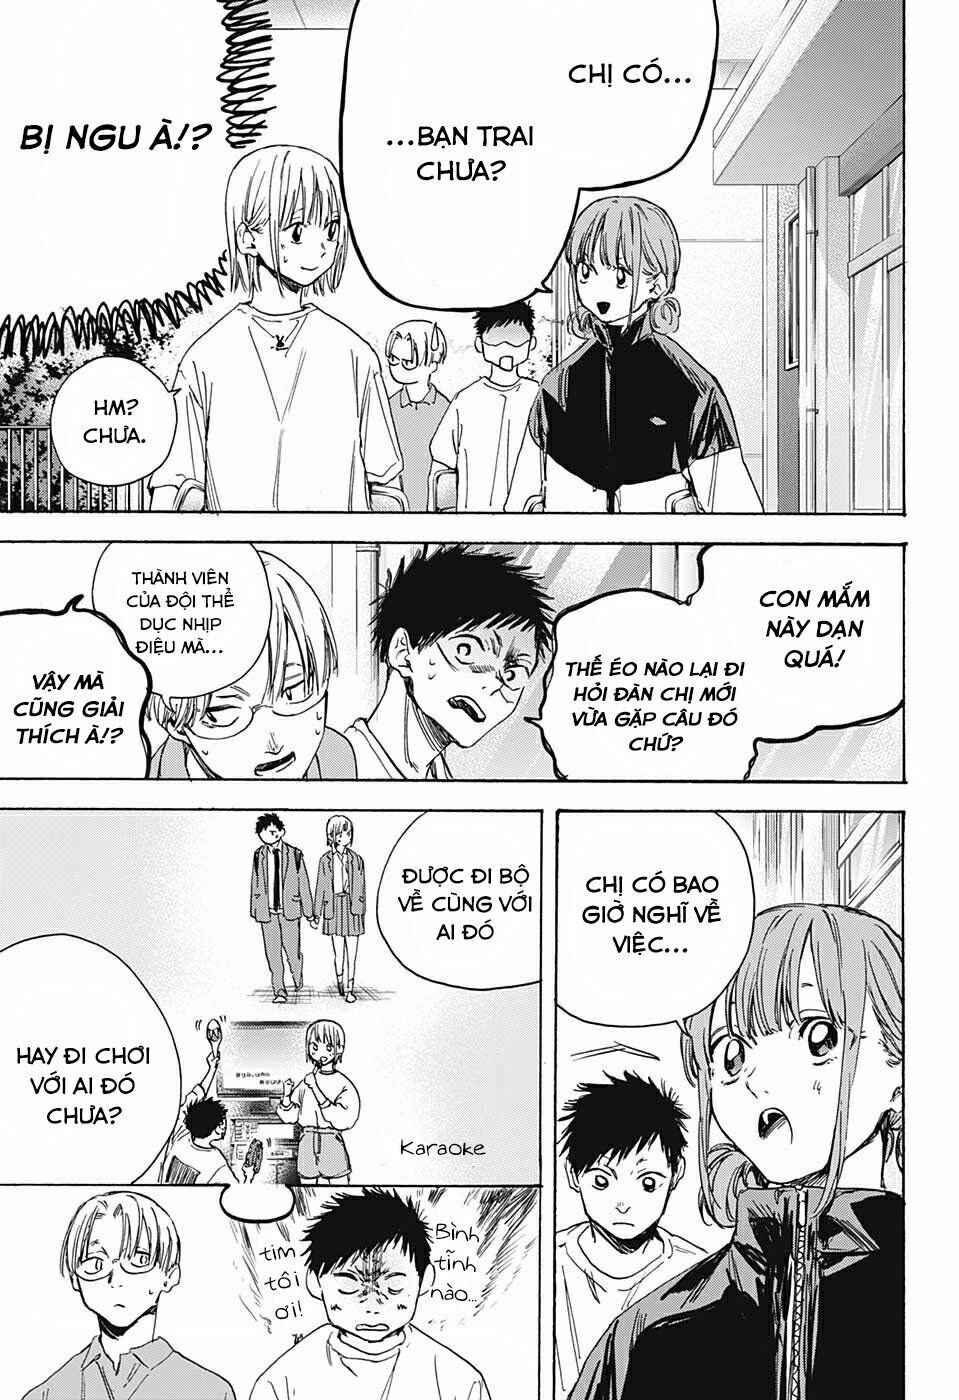 CHỊ CÓ...
...BẠN TRAI
CHƯA?
BỊ NGU À!?
HM?
CHƯA.
CON MẮM
NÀY DẠN
QUÁ!
THẾ ÉO NÀO LẠI ĐI
HỎI ĐÀN CHỊ MỚI
VỪA GẶP CÂU ĐÓ
CHỨ?
THÀNH VIÊN
CỦA ĐỘI THỂ
DỤC NHỊP
ĐIỆU MÀ...
VẬY MÀ
CŨNG GIẢI
THÍCH À!?
CHỊ CÓ BAO
GIỜ NGHĨ VỀ
VIỆC...
ĐƯỢC ĐI BỘ
VỀ CÙNG VỚI
AI ĐÓ
HAY ĐI CHƠI
VỚI AI ĐÓ
CHƯA?
Karaoke
Bình
tĩnh
nào...
tim
tôi
ơi!